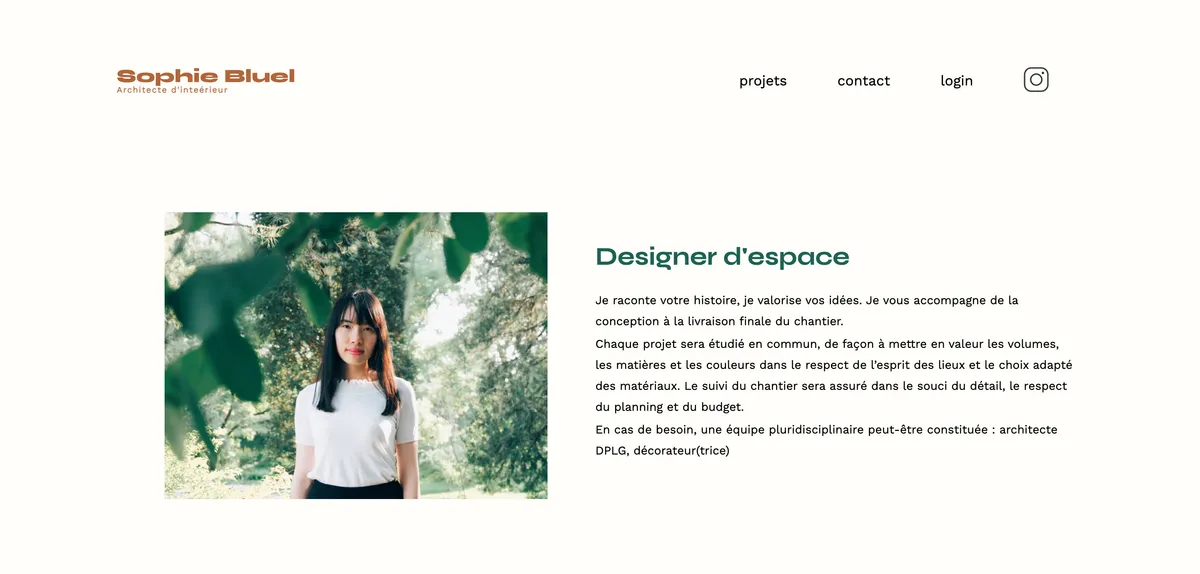 Sophie Bluel
Architecte d'inteérieur
projets contact login
Designer d'espace
Je raconte votre histoire, je valorise vos idées. Je vous accompagne de la
conception à la livraison finale du chantier.
Chaque projet sera étudié en commun, de façon à mettre en valeur les volumes,
les matières et les couleurs dans le respect de l’esprit des lieux et le choix adapté
des matériaux. Le suivi du chantier sera assuré dans le souci du détail, le respect
du planning et du budget.
En cas de besoin, une équipe pluridisciplinaire peut-être constituée : architecte
DPLG, décorateur(trice)